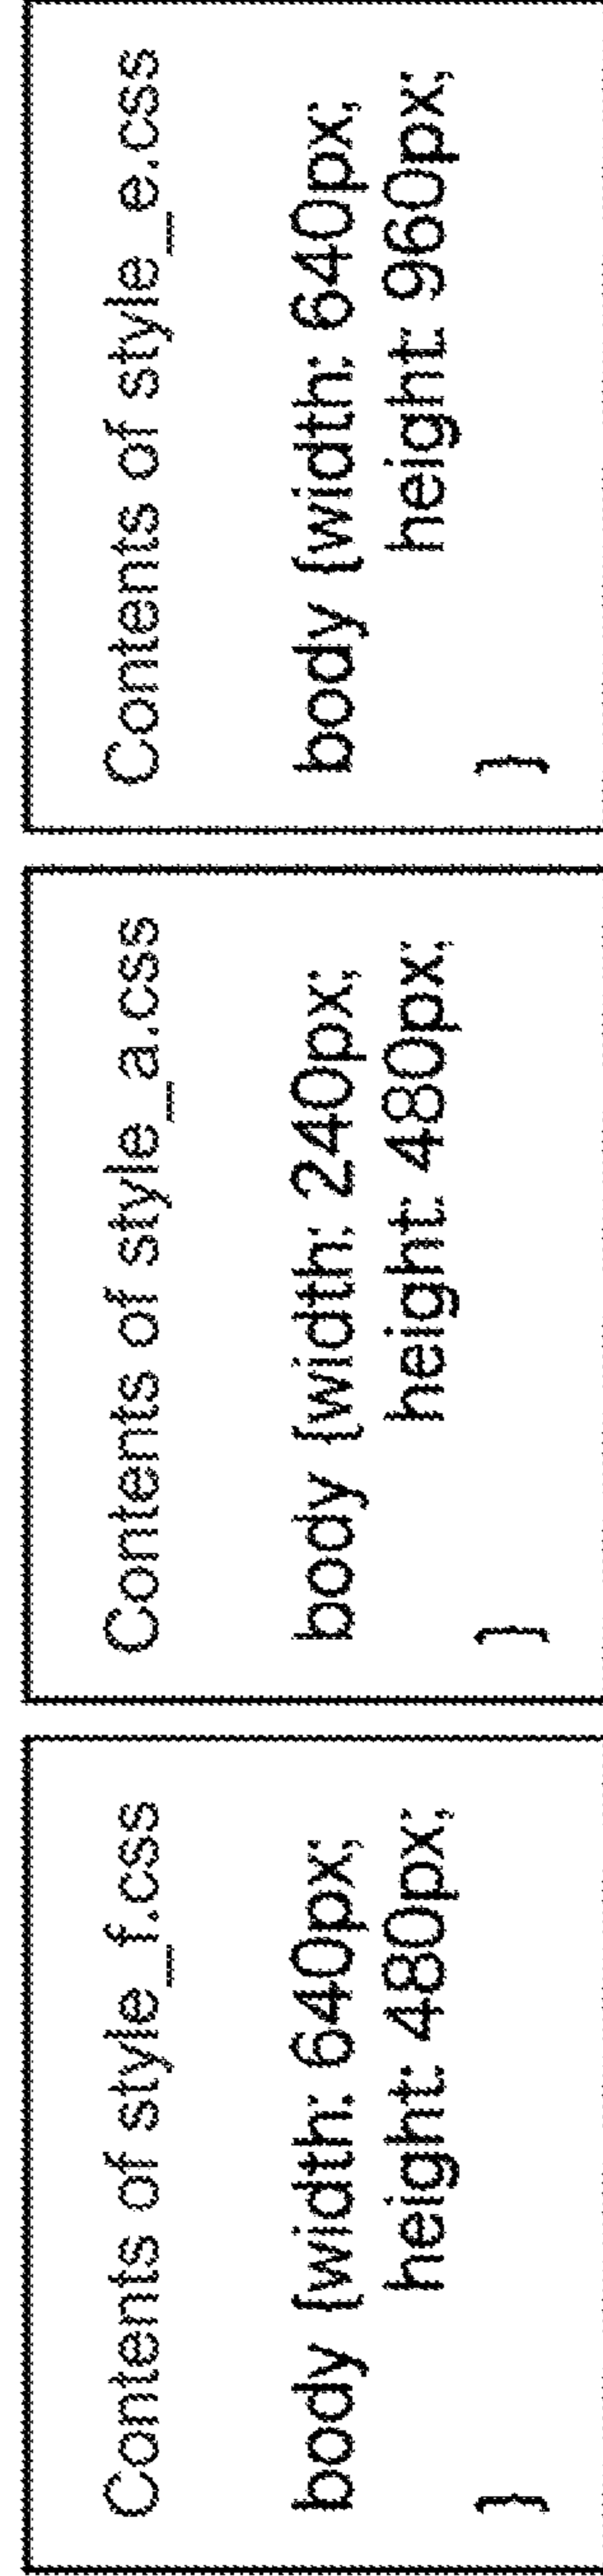 Contents of style_f.css
body {width: 640px;
height: 480px;
}
Contents of style_a.css
body {width: 240px;
height: 480px;
}
Contents of style_e.css
body {width: 640px;
height: 960px;
}